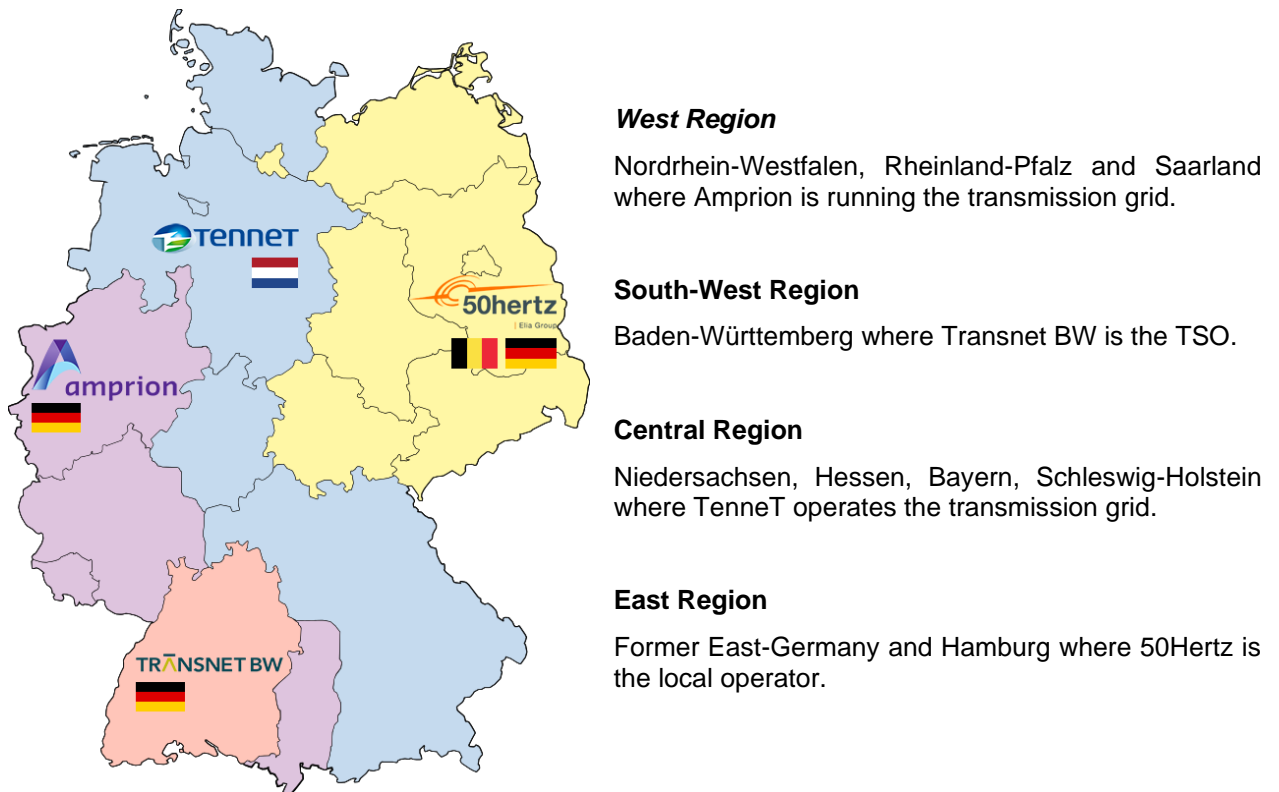 TENNET
50hertz
| Elia Group
amprion
TRANSNET BW
West Region
Nordrhein-Westfalen, Rheinland-Pfalz and Saarland
where Amprion is running the transmission grid.
South-West Region
Baden-Württemberg where Transnet BW is the TSO.
Central Region
Niedersachsen, Hessen, Bayern, Schleswig-Holstein
where TenneT operates the transmission grid.
East Region
Former East-Germany and Hamburg where 50Hertz is
the local operator.